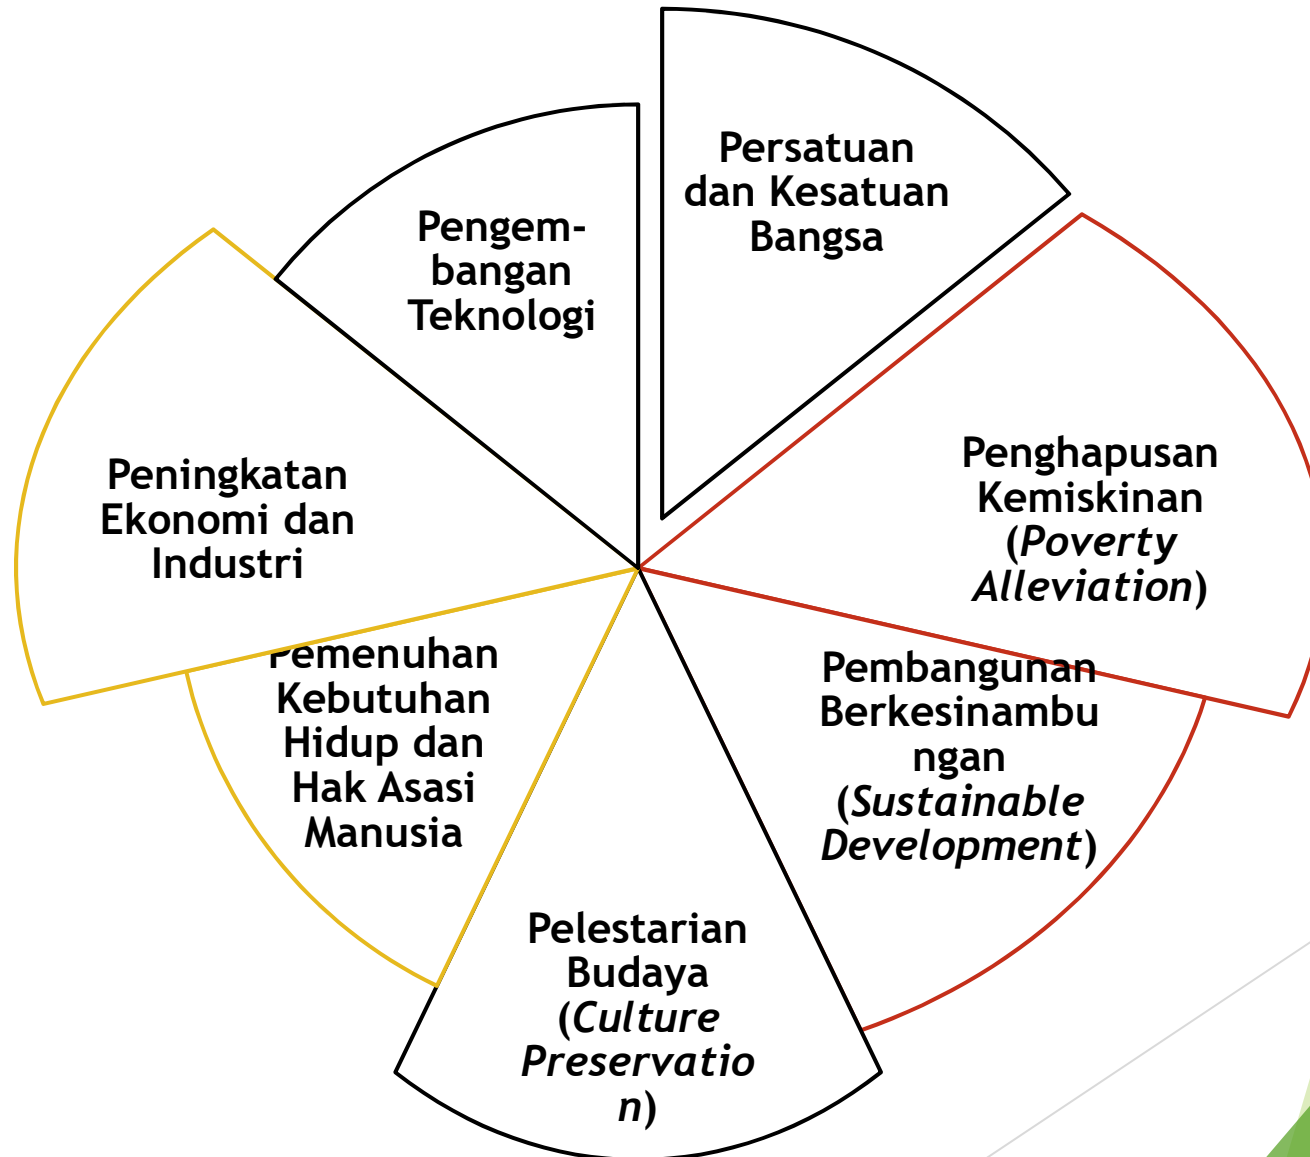 Persatuan
dan Kesatuan
Bangsa
Penghapusan
Kemiskinan
(Poverty
Alleviation)
Pembangunan
Berkesinambu
ngan
(Sustainable
Development)
Pelestarian
Budaya
(Culture
Preservatio
n)
Pemenuhan
Kebutuhan
Hidup dan
Hak Asasi
Manusia
Peningkatan
Ekonomi dan
Industri
Pengem-
bangan
Teknologi